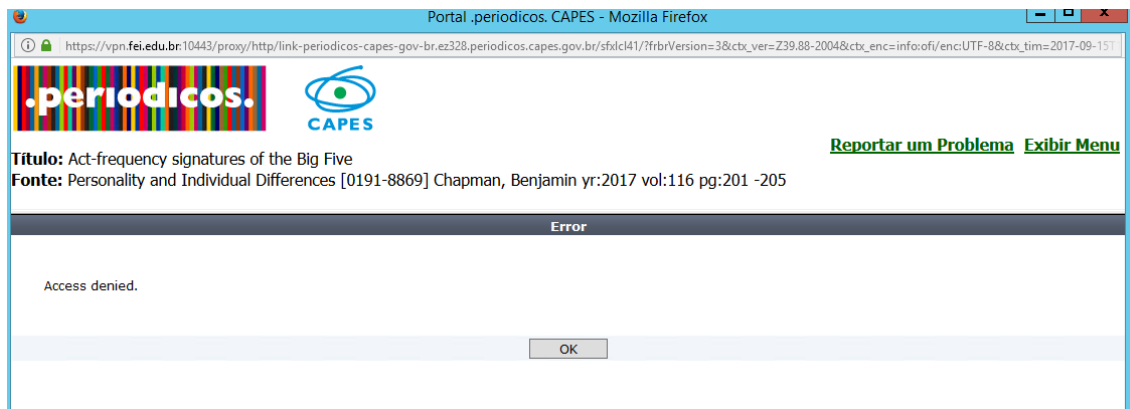 Portal .periodicos. CAPES - Mozilla Firefox
https://vpn.fei.edu.br:10443/proxy/http/link-periodicos-capes-gov-br.ez328.periodicos.capes.gov.br/sfxlcl41/?frbrVersion=3&ctx_ver=Z39.88-2004&ctx_enc=info:ofi/enc:UTF-8&ctx_tim=2017-09-15T
.periodicos.
CAPES
Reportar um Problema Exibir Menu
Título: Act-frequency signatures of the Big Five
Fonte: Personality and Individual Differences [0191-8869] Chapman, Benjamin yr:2017 vol:116 pg:201 -205
Error
Access denied.
OK